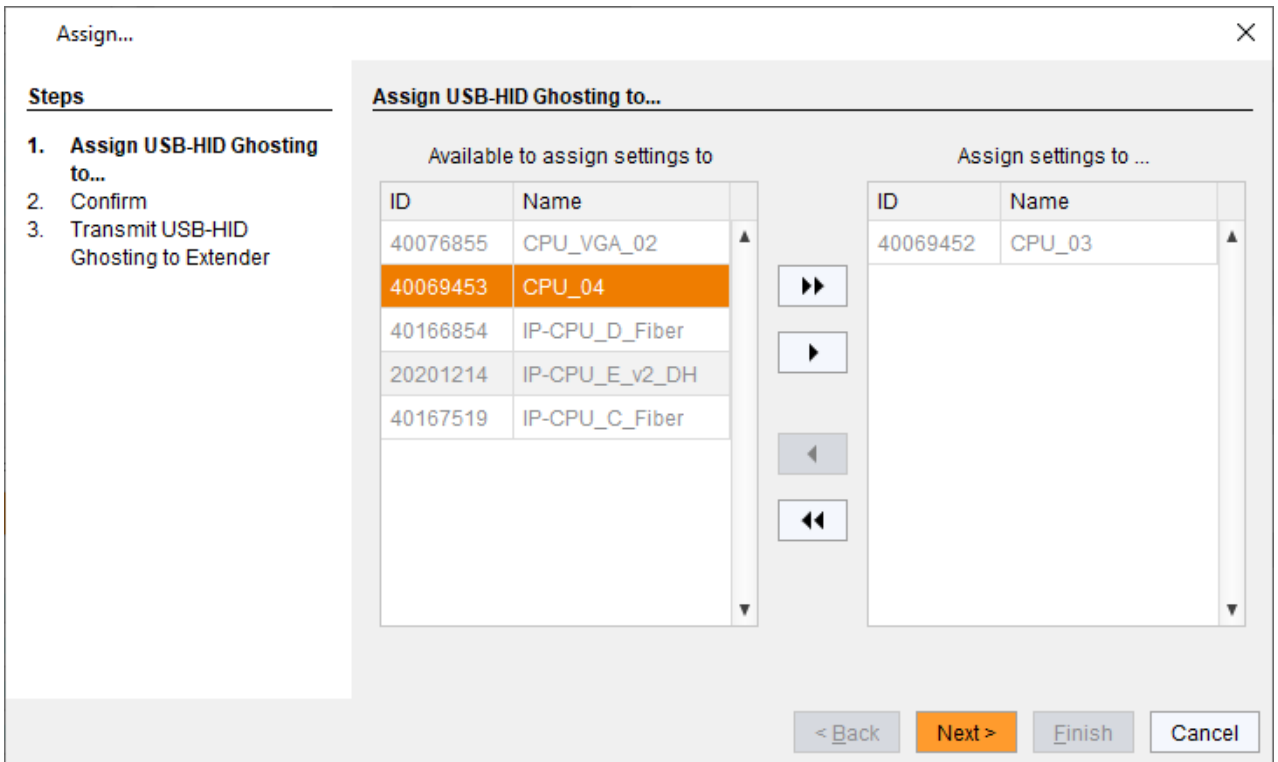 Assign...
Steps
1. Assign USB-HID Ghosting
to...
2. Confirm
3. Transmit USB-HID
Ghosting to Extender
Assign USB-HID Ghosting to...
Available to assign settings to
ID Name
40076855 CPU_VGA_02
40069453 CPU_04
40166854 IP-CPU_D_Fiber
20201214 IP-CPU_E_v2_DH
40167519 IP-CPU_C_Fiber
Assign settings to ...
ID Name
40069452 CPU_03
< Back Next > Finish Cancel